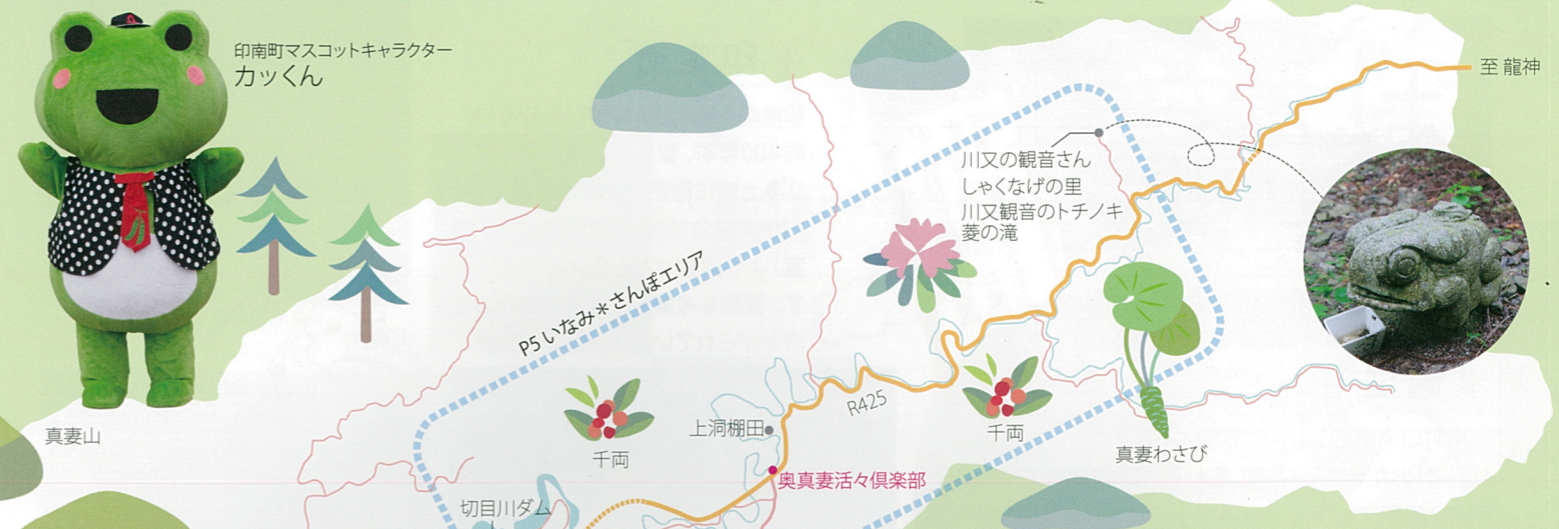 印南町マスコットキャラクター
カッくん
至 龍神
川又の観音さん
しゃくなげの里
川又観音のトチノキ
菱の滝
P5 いなみ＊さんぽエリア
R425
千両
上洞棚田
千両
真妻山
真妻わさび
奥真妻活々倶楽部
切目川ダム